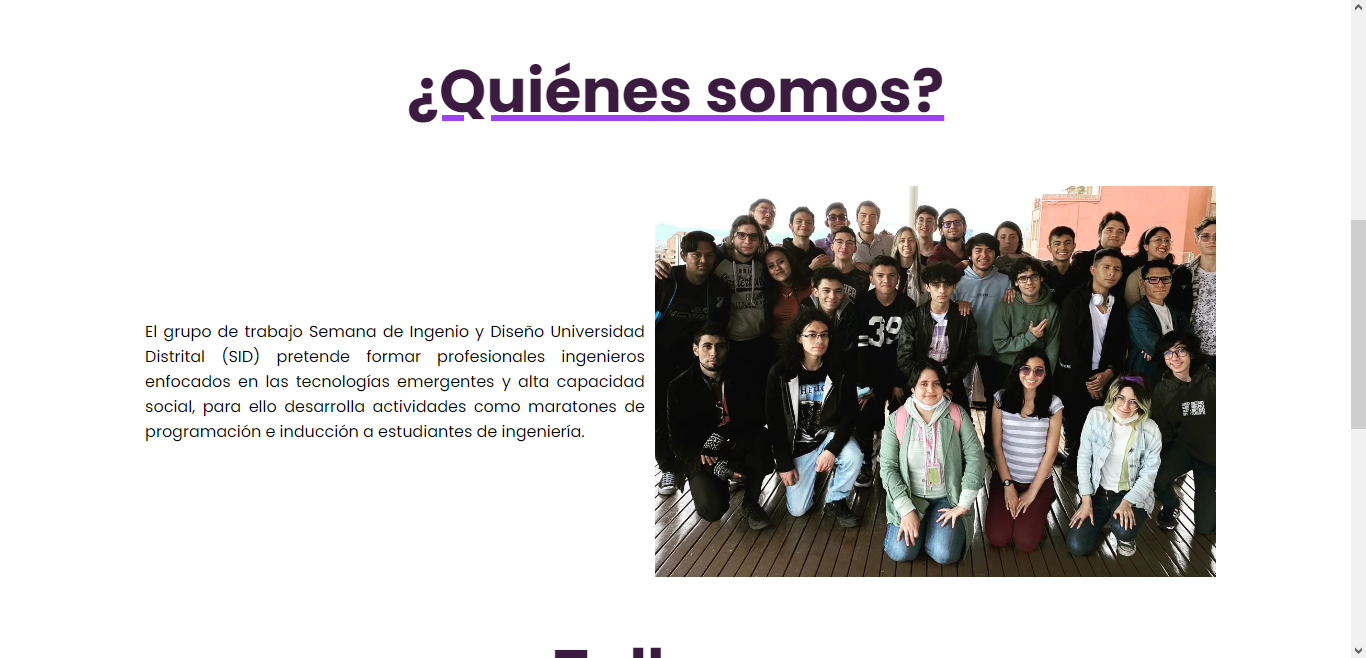 ¿Quiénes somos?
El grupo de trabajo Semana de Ingenio y Diseño Universidad
Distrital (SID) pretende formar profesionales ingenieros
enfocados en las tecnologías emergentes y alta capacidad
social, para ello desarrolla actividades como maratones de
programación e inducción a estudiantes de ingeniería.
39